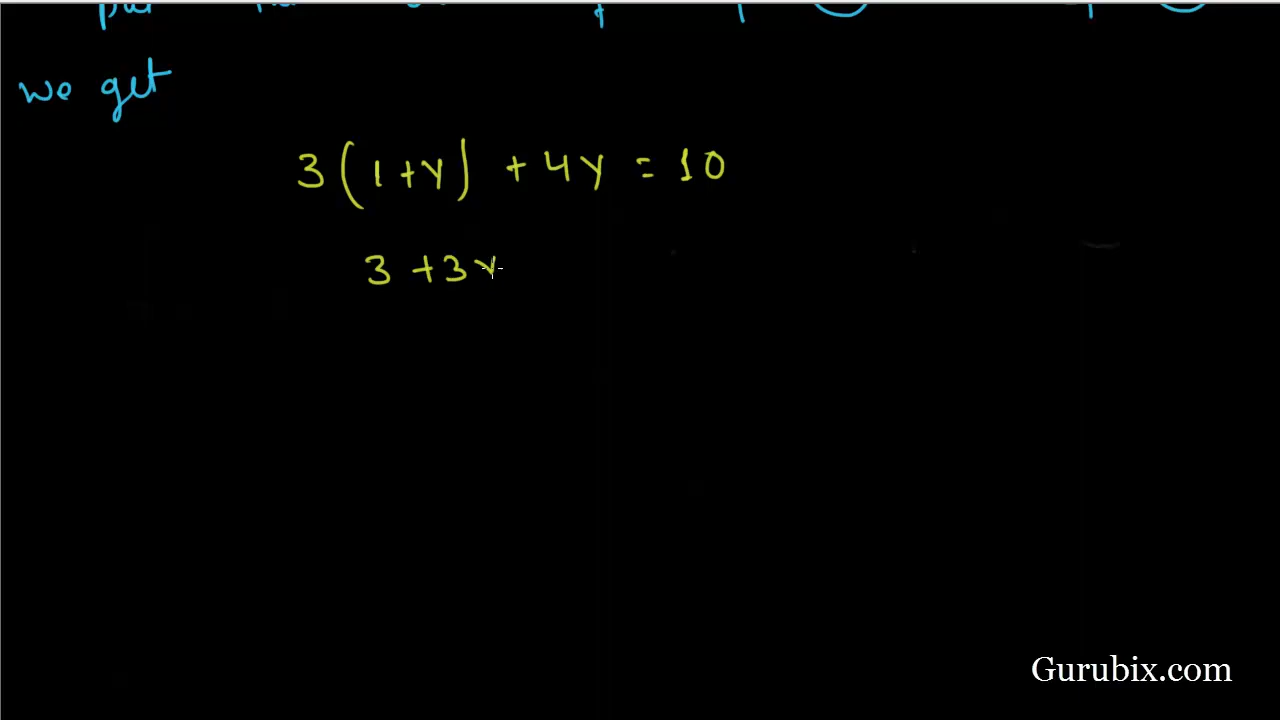 we get
3(1+y) + 4y = 10
3 + 3y
Gurubix.com